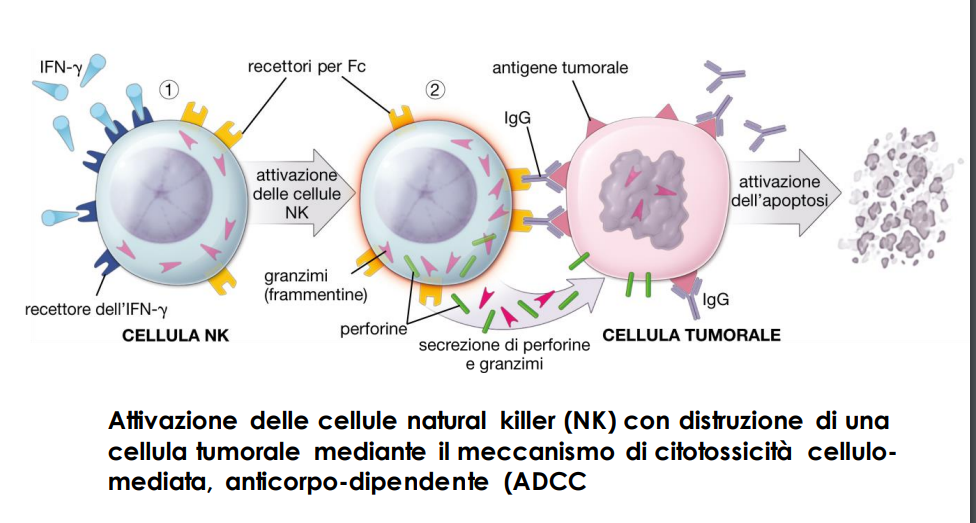 IFN-γ
①
recettori per Fc
②
antigene tumorale
IgG
attivazione
delle cellule
NK
attivazione
dell'apoptosi
granzimi
(frammentine)
recettore dell'IFN-γ
perforine
IgG
CELLULA NK
secrezione di perforine
e granzimi
CELLULA TUMORALE
Attivazione delle cellule natural killer (NK) con distruzione di una
cellula tumorale mediante il meccanismo di citotossicità cellulo-
mediata, anticorpo-dipendente (ADCC